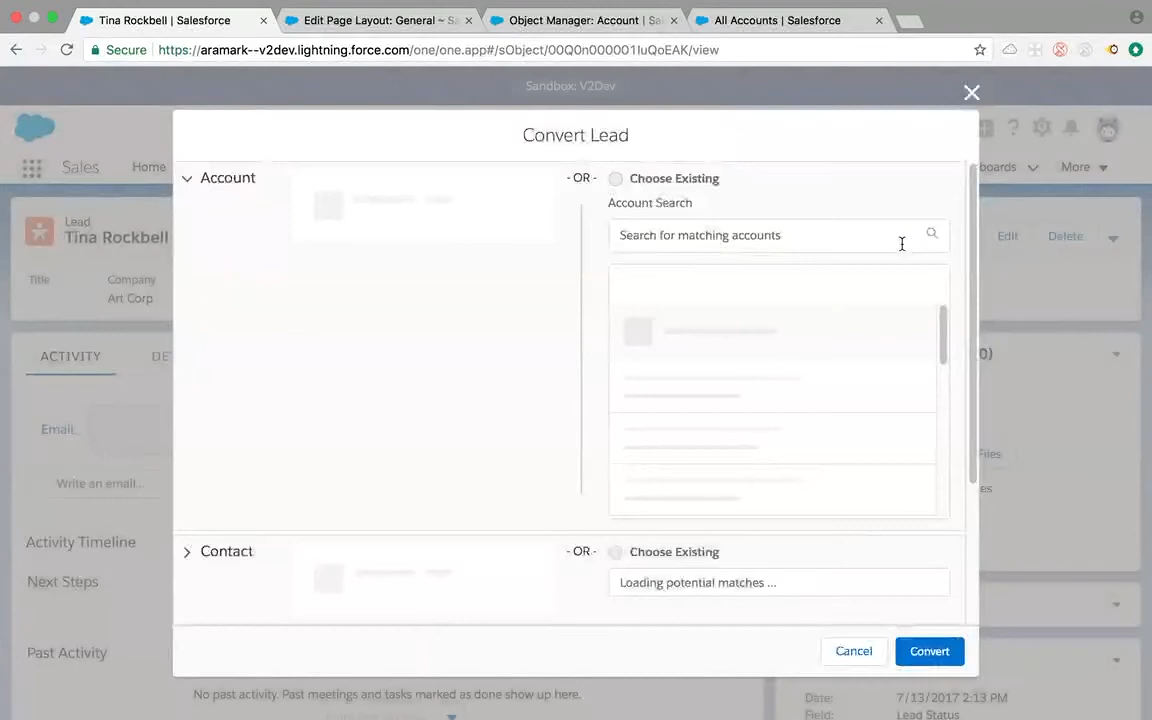 Tina Rockbell | Salesforce
Edit Page Layout: General ~ Sa
Object Manager: Account | Sal
All Accounts | Salesforce
Secure
https://aramark--v2dev.lightning.force.com/one/one.app#/sObject/00Q0n000001IuQoEAK/view
Sandbox: V2Dev
Convert Lead
Sales
Home
boards
More
Account
- OR -
Choose Existing
Account Search
Search for matching accounts
Lead
Tina Rockbell
Edit
Delete
Title
Company
Art Corp
ACTIVITY
DE
0)
Email
Files
Write an email...
es
Activity Timeline
Contact
- OR -
Choose Existing
Next Steps
Loading potential matches ...
Past Activity
Cancel
Convert
No past activity. Past meetings and tasks marked as done show up here.
Date:
7/13/2017 2:13 PM
Field:
Lead Status